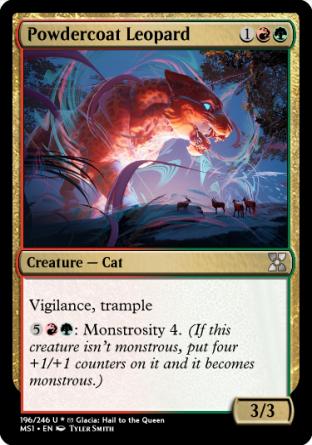 Powdercoat Leopard 1
Creature — Cat
Vigilance, trample
5: Monstrosity 4. (If this
creature isn't monstrous, put four
+1/+1 counters on it and it becomes
monstrous.)
196/246 U * Glacia: Hail to the Queen
MS1 • EN Tyler Smith
3/3